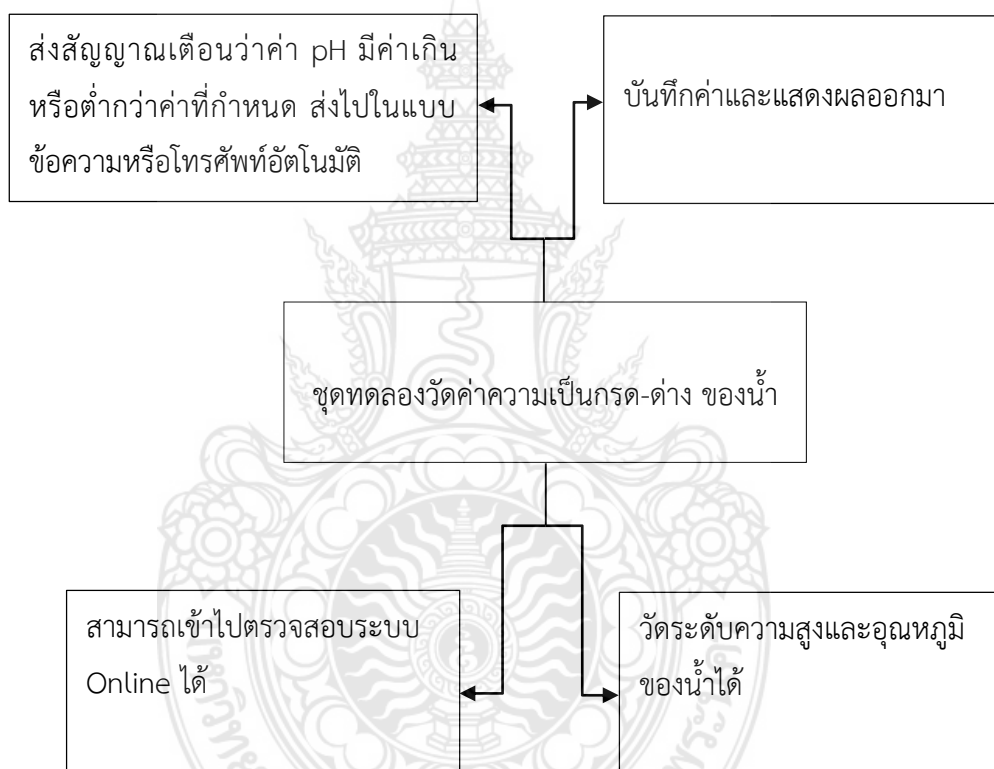 ส่งสัญญาณเตือนว่าค่า pH มีค่าเกิน
หรือต่ำกว่าค่าที่กำหนด ส่งไปในแบบ
ข้อความหรือโทรศัพท์อัตโนมัติ
บันทึกค่าและแสดงผลออกมา
ชุดทดลองวัดค่าความเป็นกรด-ด่าง ของน้ำ
สามารถเข้าไปตรวจสอบระบบ
Online ได้
วัดระดับความสูงและอุณหภูมิ
ของน้ำได้